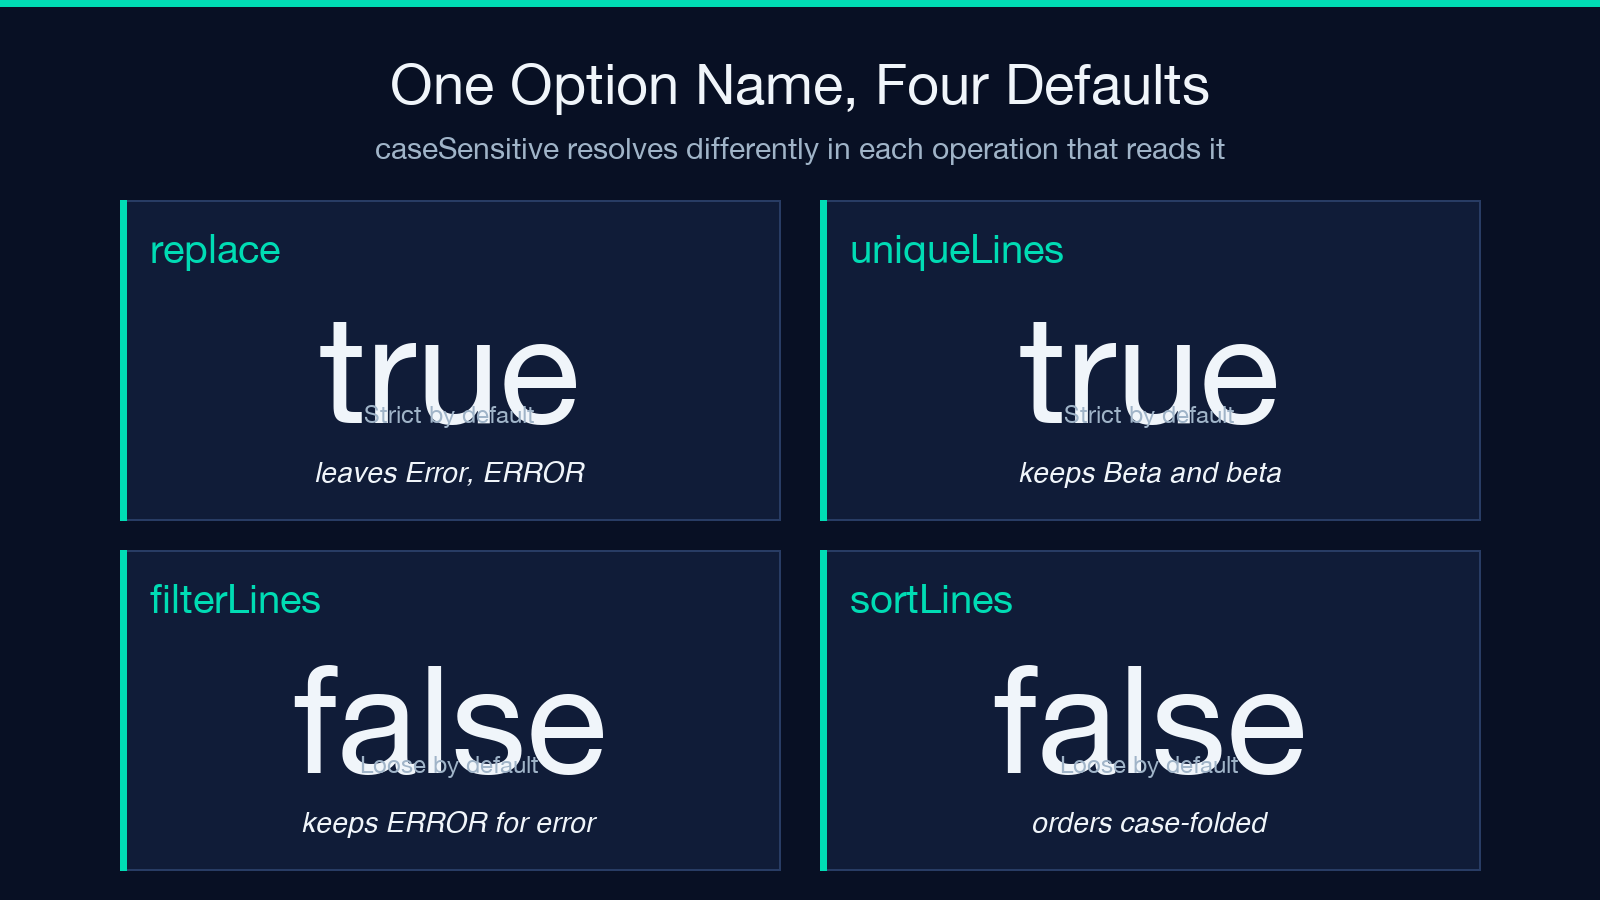 One Option Name, Four Defaults
caseSensitive resolves differently in each operation that reads it
replace
true
Strict by default
leaves Error, ERROR
uniqueLines
true
Strict by default
keeps Beta and beta
filterLines
false
Loose by default
keeps ERROR for error
sortLines
false
Loose by default
orders case-folded